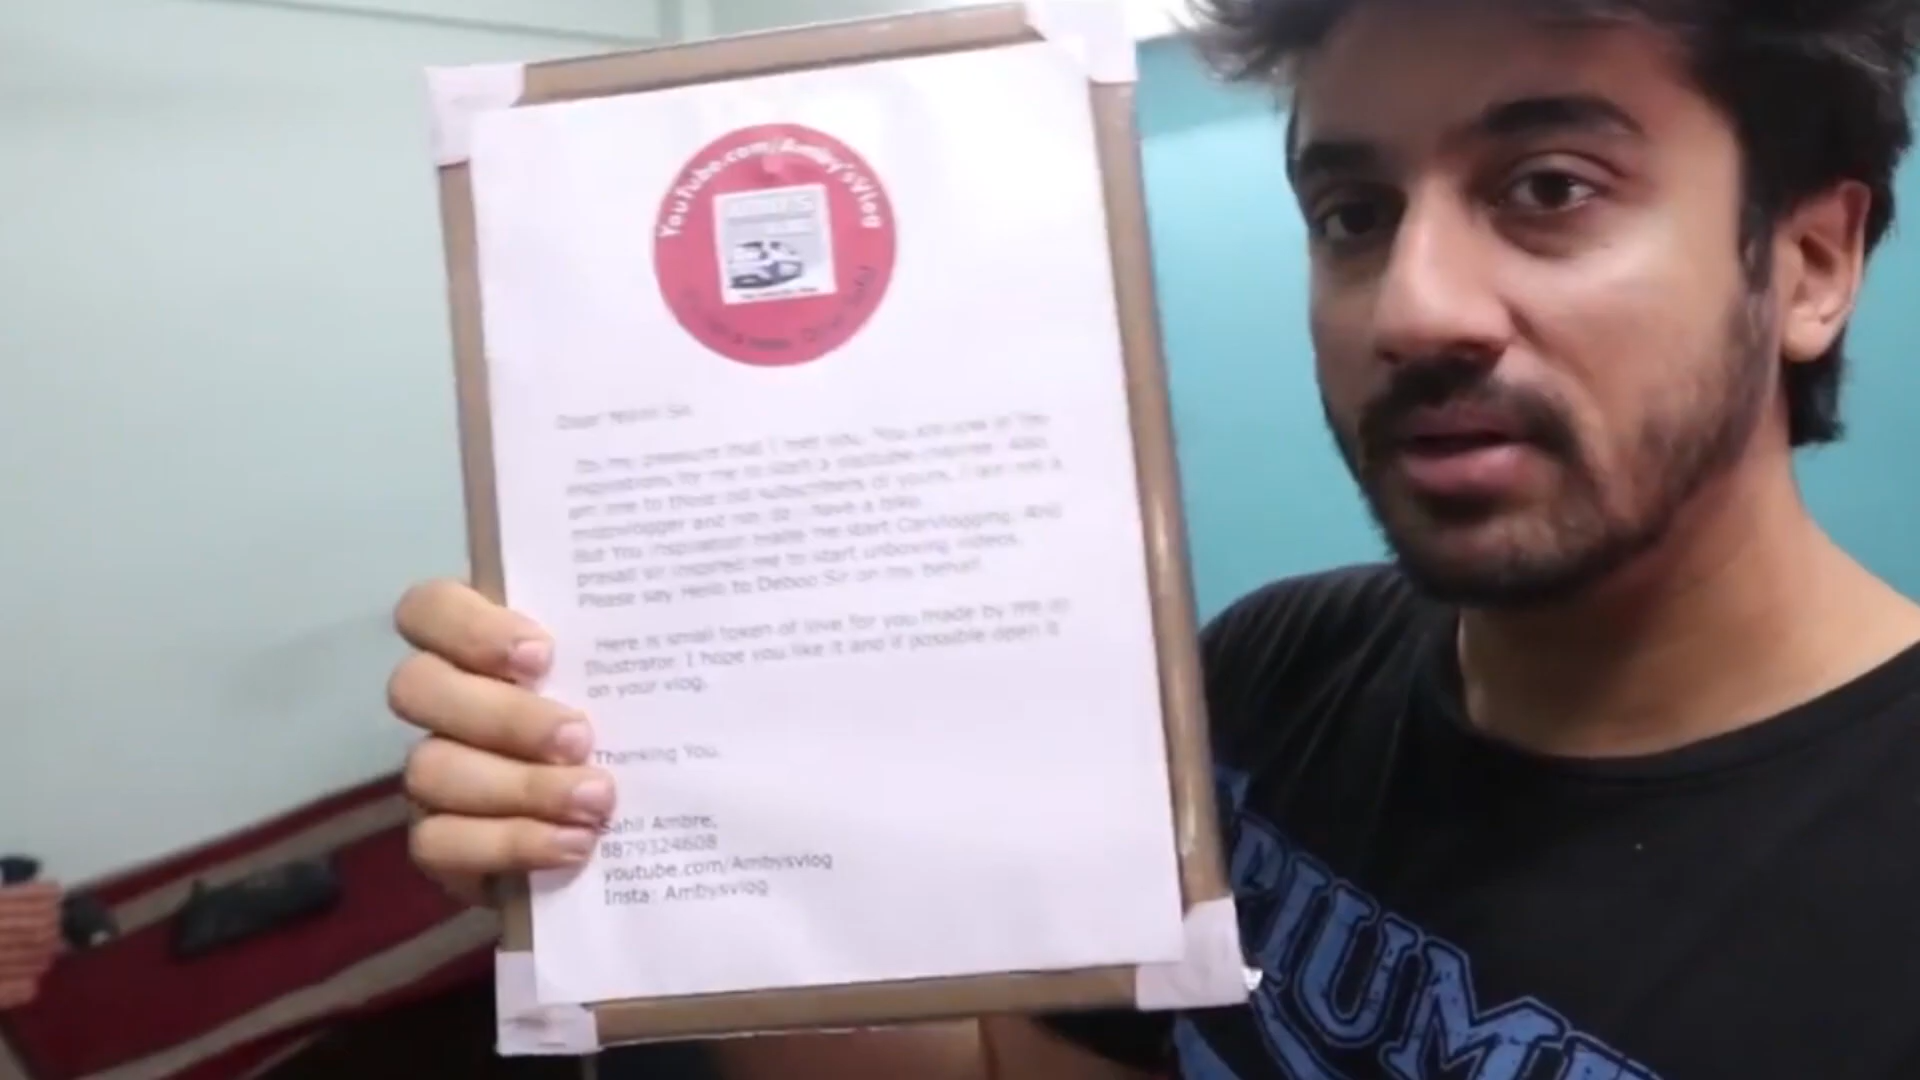 YouTube.com/Amby'sVlog
Dear Sir,
Its my pleasure that I met you. You are one of the
inspirations for me to start a youtube channel. Also
am one to those old subscribers of yours. I am not a
motovlogger and nor do I have a bike.
But You inspiration made me start Carvlogging. And
prasad sir inspired me to start unboxing videos.
Please say Hello to Deboo Sir on my behalf.
Here is small token of love for you made by me on
Illustrator. I hope you like it and if possible open it
on your vlog.
Thanking You.
Sahil Ambre;
8879324608
youtube.com/Ambysvlog
Insta: Ambysvlog